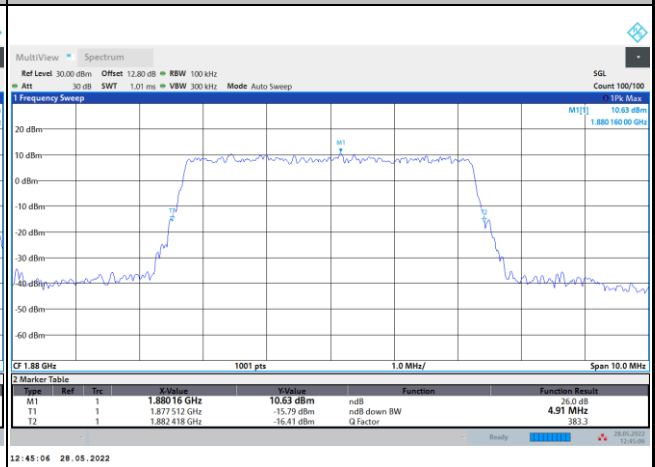 MultiView Spectrum
Ref Level 30.00 dBm Offset 12.80 dB RBW 100 kHz SGL
Att 30 dB SWT 1.01 ms VBW 300 kHz Mode Auto Sweep Count 100/100
1 Frequency Sweep 1Pk Max
M1[1] 10.63 dBm
1.880 160 00 GHz
M1
20 dBm
10 dBm
0 dBm
-10 dBm
T1
T2
-20 dBm
-30 dBm
-40 dBm
-50 dBm
-60 dBm
CF 1.88 GHz 1001 pts 1.0 MHz/ Span 10.0 MHz
2 Marker Table
Type Ref Trc X-Value Y-Value Function Function Result
M1 1 1.88016 GHz 10.63 dBm ndB 26.0 dB
T1 1 1.877 512 GHz -15.79 dBm ndB down BW 4.91 MHz
T2 1 1.882 418 GHz -16.41 dBm Q Factor 383.3
Ready 28.05.2022
12:45:06
12:45:06 28.05.2022